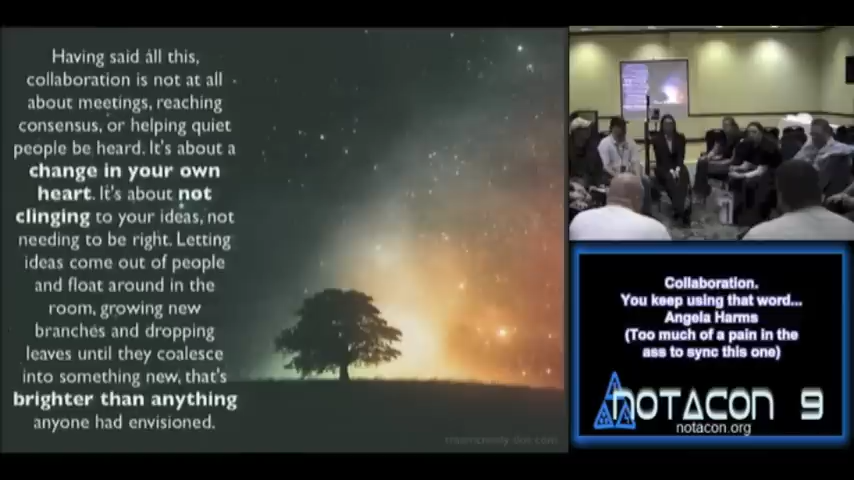 Having said all this,
collaboration is not at all
about meetings, reaching
consensus, or helping quiet
people be heard. It's about a
change in your own
heart. It's about not
clinging to your ideas, not
needing to be right. Letting
ideas come out of people
and float around in the
room, growing new
branches and dropping
leaves until they coalesce
into something new, that's
brighter than anything
anyone had envisioned.
Collaboration.
You keep using that word...
Angela Harms
(Too much of a pain in the
ass to sync this one)
NOTACON 9
notacon.org